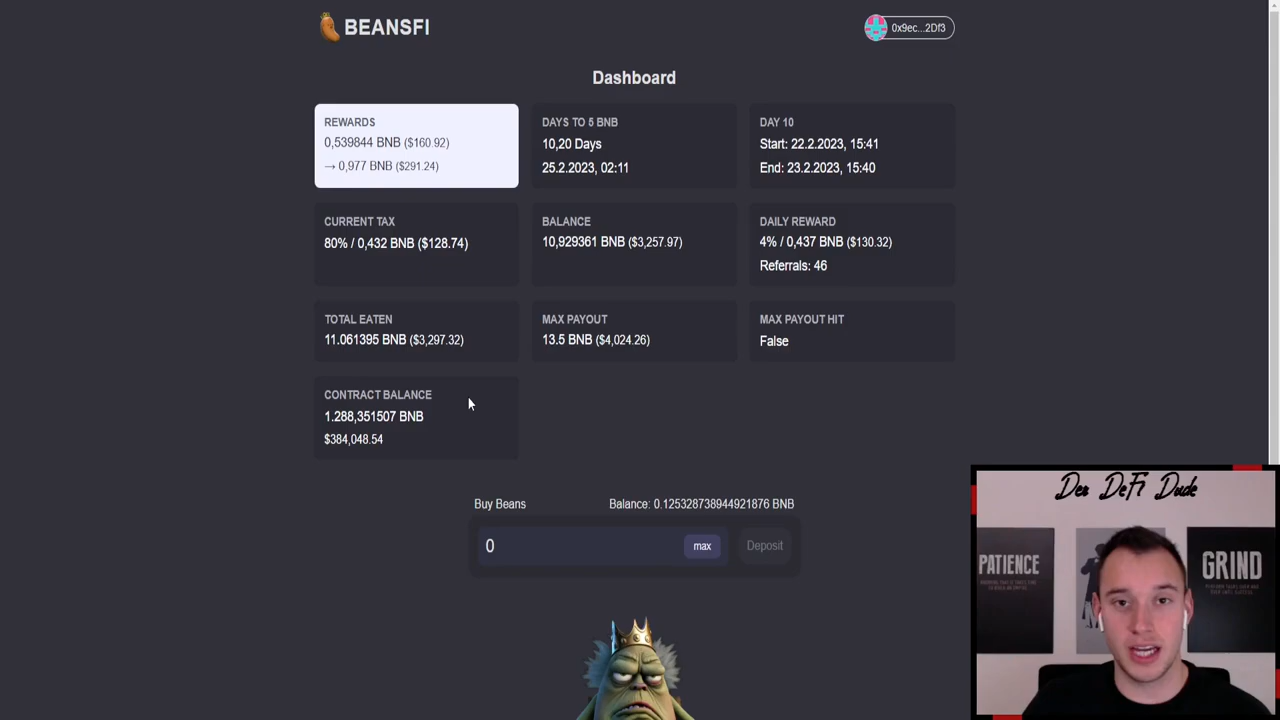 BEANSFI
0x9ec...2Df3
Dashboard
REWARDS
0,539844 BNB ($160.92)
→ 0,977 BNB ($291.24)
DAYS TO 5 BNB
10,20 Days
25.2.2023, 02:11
DAY 10
Start: 22.2.2023, 15:41
End: 23.2.2023, 15:40
CURRENT TAX
80% / 0,432 BNB ($128.74)
BALANCE
10,929361 BNB ($3,257.97)
DAILY REWARD
4% / 0,437 BNB ($130.32)
Referrals: 46
TOTAL EATEN
11.061395 BNB ($3,297.32)
MAX PAYOUT
13.5 BNB ($4,024.26)
MAX PAYOUT HIT
False
CONTRACT BALANCE
1.288,351507 BNB
$384,048.54
Buy Beans
Balance: 0.125328738944921876 BNB
0
max
Deposit
Der DeFi Dude
PATIENCE
GRIND